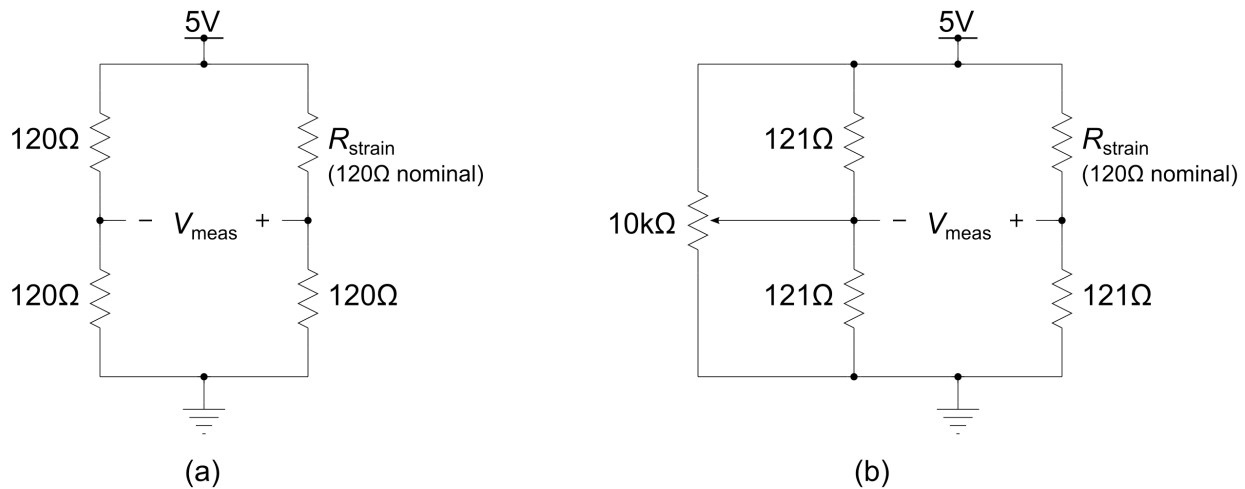 5V
120Ω
R strain
(120Ω nominal)
− V meas +
120Ω
120Ω
(a)
5V
121Ω
R strain
(120Ω nominal)
10kΩ
− V meas +
121Ω
121Ω
(b)